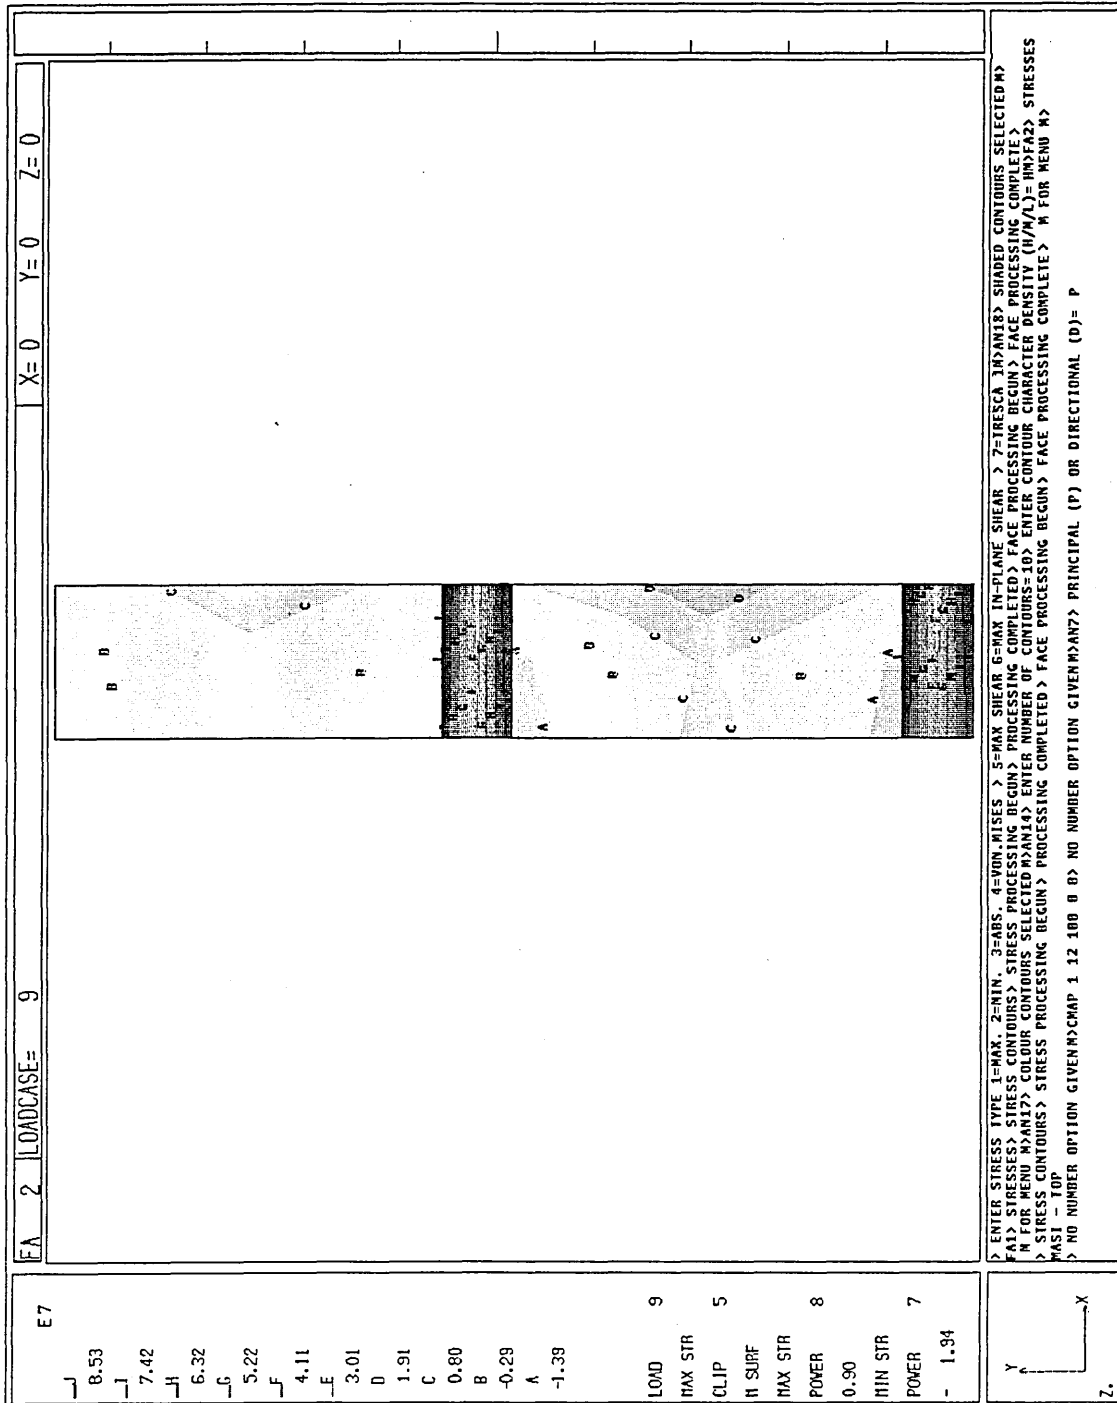 FA 2 LOADCASE= 9 X= 0 Y= 0 Z= 0
E7
J
8.53
I
7.42
H
6.32
G
5.22
F
4.11
E
3.01
D
1.91
C
0.80
B
-0.29
A
-1.39
LOAD 9
MAX STR
CLIP 5
M SURF
MAX STR
POWER 8
0.90
MIN STR
POWER 7
- 1.94
B
B
C
C
B
A
B
B
C
C
D
D
C
C
B
A
A
> ENTER STRESS TYPE 1=MAX. 2=MIN. 3=ABS. 4=VON.MISES > 5=MAX SHEAR 6=MAX IN-PLANE SHEAR > 7=TRESCA 1M>AN18> SHADED CONTOURS SELECTED M>
FA1> STRESSES> STRESS CONTOURS> STRESS PROCESSING BEGUN> PROCESSING COMPLETED> FACE PROCESSING BEGUN> FACE PROCESSING COMPLETE>
M FOR MENU M>AN17> COLOUR CONTOURS SELECTED M>AN14> ENTER NUMBER OF CONTOURS=10> ENTER CONTOUR CHARACTER DENSITY (H/M/L)= HM>FA2> STRESSES
> STRESS CONTOURS> STRESS PROCESSING BEGUN> PROCESSING COMPLETED> FACE PROCESSING BEGUN> FACE PROCESSING COMPLETE> M FOR MENU M>
MASI - TOP
> NO NUMBER OPTION GIVEN M>CMAP 1 12 100 0 0> NO NUMBER OPTION GIVEN M>AN7> PRINCIPAL (P) OR DIRECTIONAL (D)= P
Y
X
Z.